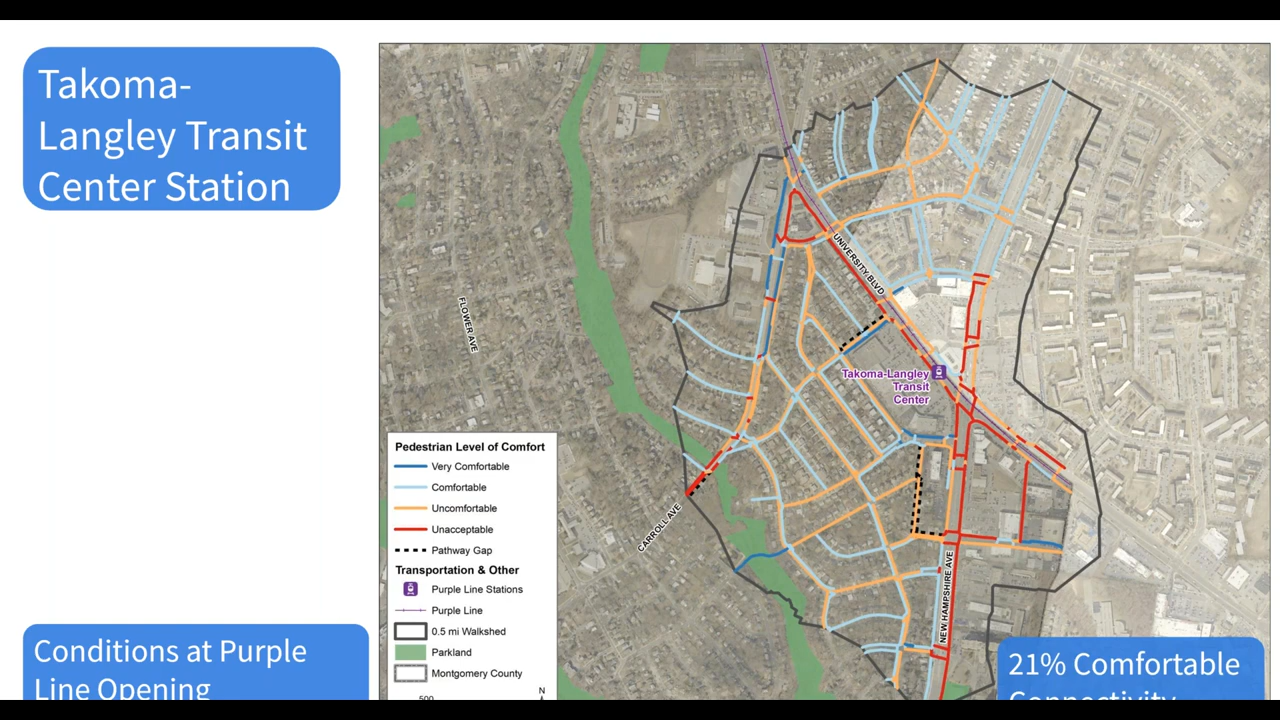 Takoma-
Langley Transit
Center Station
UNIVERSITY BLVD
FLOWER AVE
Takoma-Langley
Transit
Center
CARROLL AVE
NEW HAMPSHIRE AVE
Pedestrian Level of Comfort
Very Comfortable
Comfortable
Uncomfortable
Unacceptable
Pathway Gap
Transportation & Other
Purple Line Stations
Purple Line
0.5 mi Walkshed
Parkland
Montgomery County
500
N
Conditions at Purple
Line Opening
21% Comfortable
Connectivity